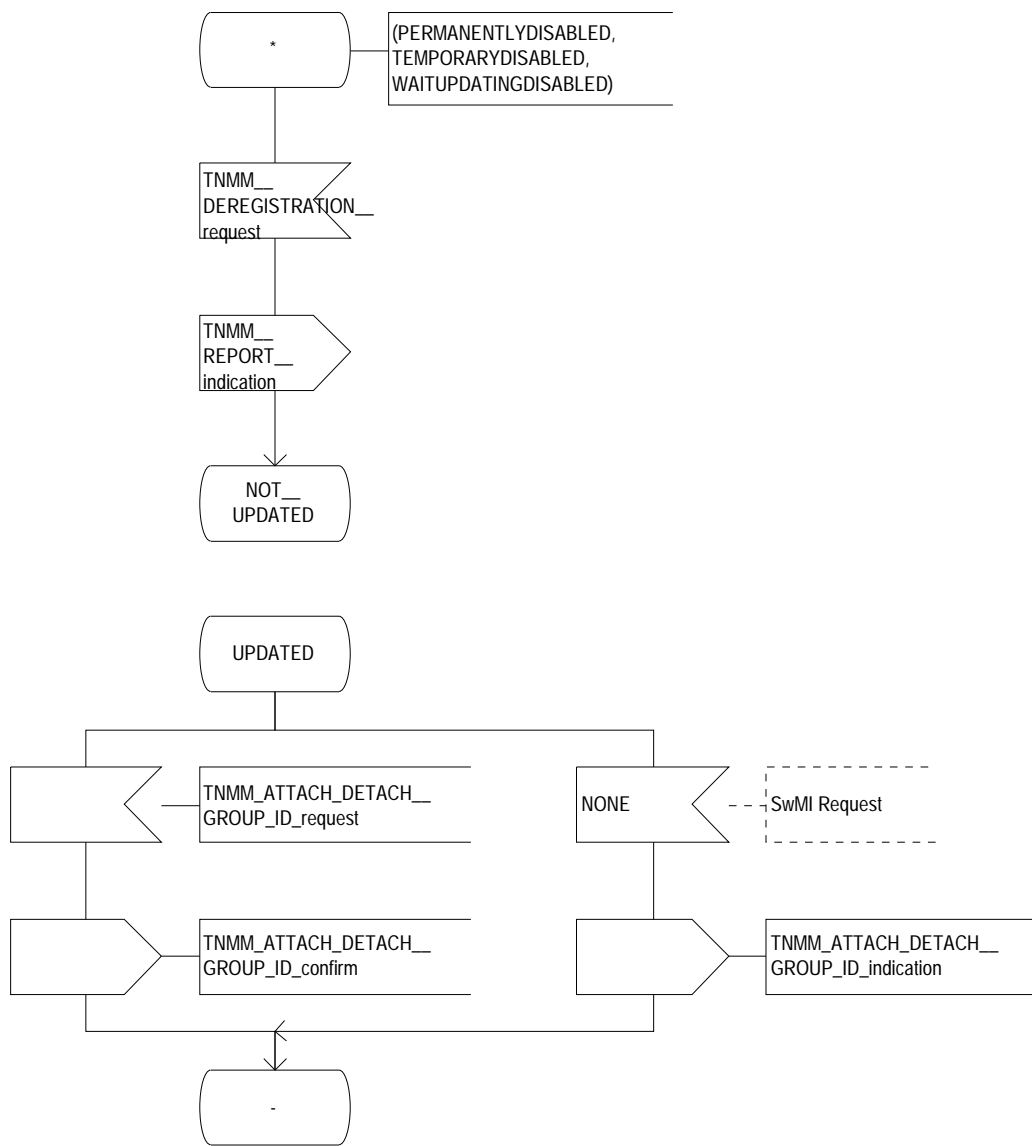 *
(PERMANENTLYDISABLED,
TEMPORARYDISABLED,
WAITUPDATINGDISABLED)
TNMM__
DEREGISTRATION__
request
TNMM__
REPORT__
indication
NOT__
UPDATED
UPDATED
TNMM_ATTACH_DETACH__
GROUP_ID_request
NONE
SwMI Request
TNMM_ATTACH_DETACH__
GROUP_ID_confirm
TNMM_ATTACH_DETACH__
GROUP_ID_indication
-